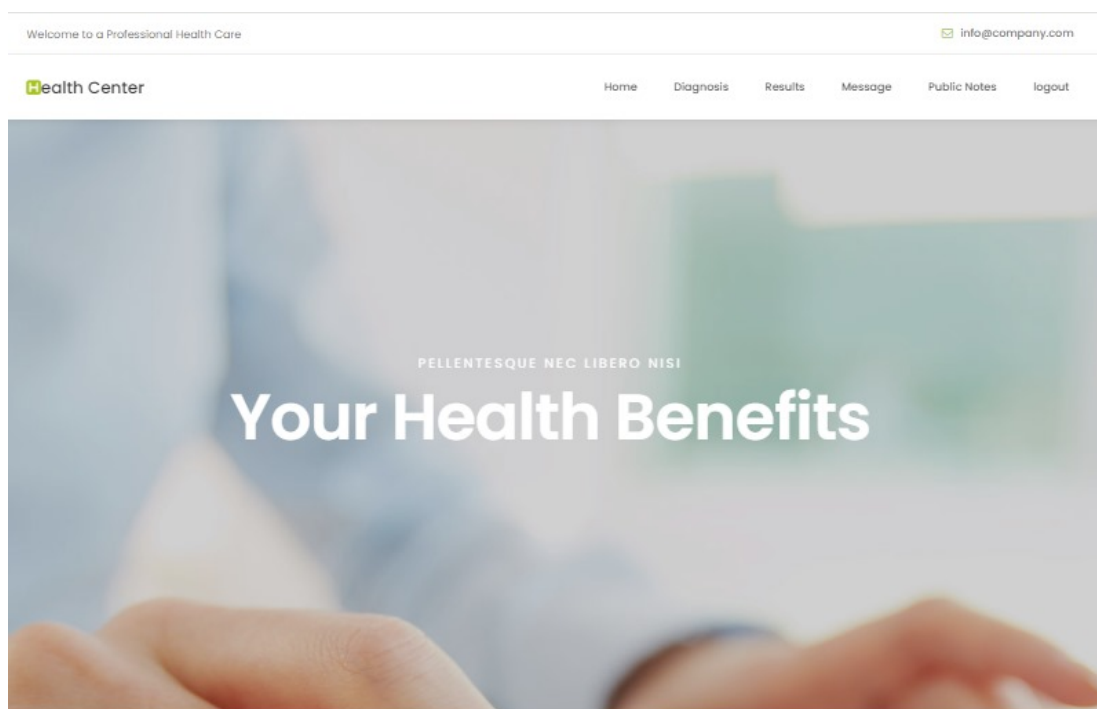 Welcome to a Professional Health Care
info@company.com
Health Center
Home Diagnosis Results Message Public Notes logout
PELLENTESQUE NEC LIBERO NISI
Your Health Benefits